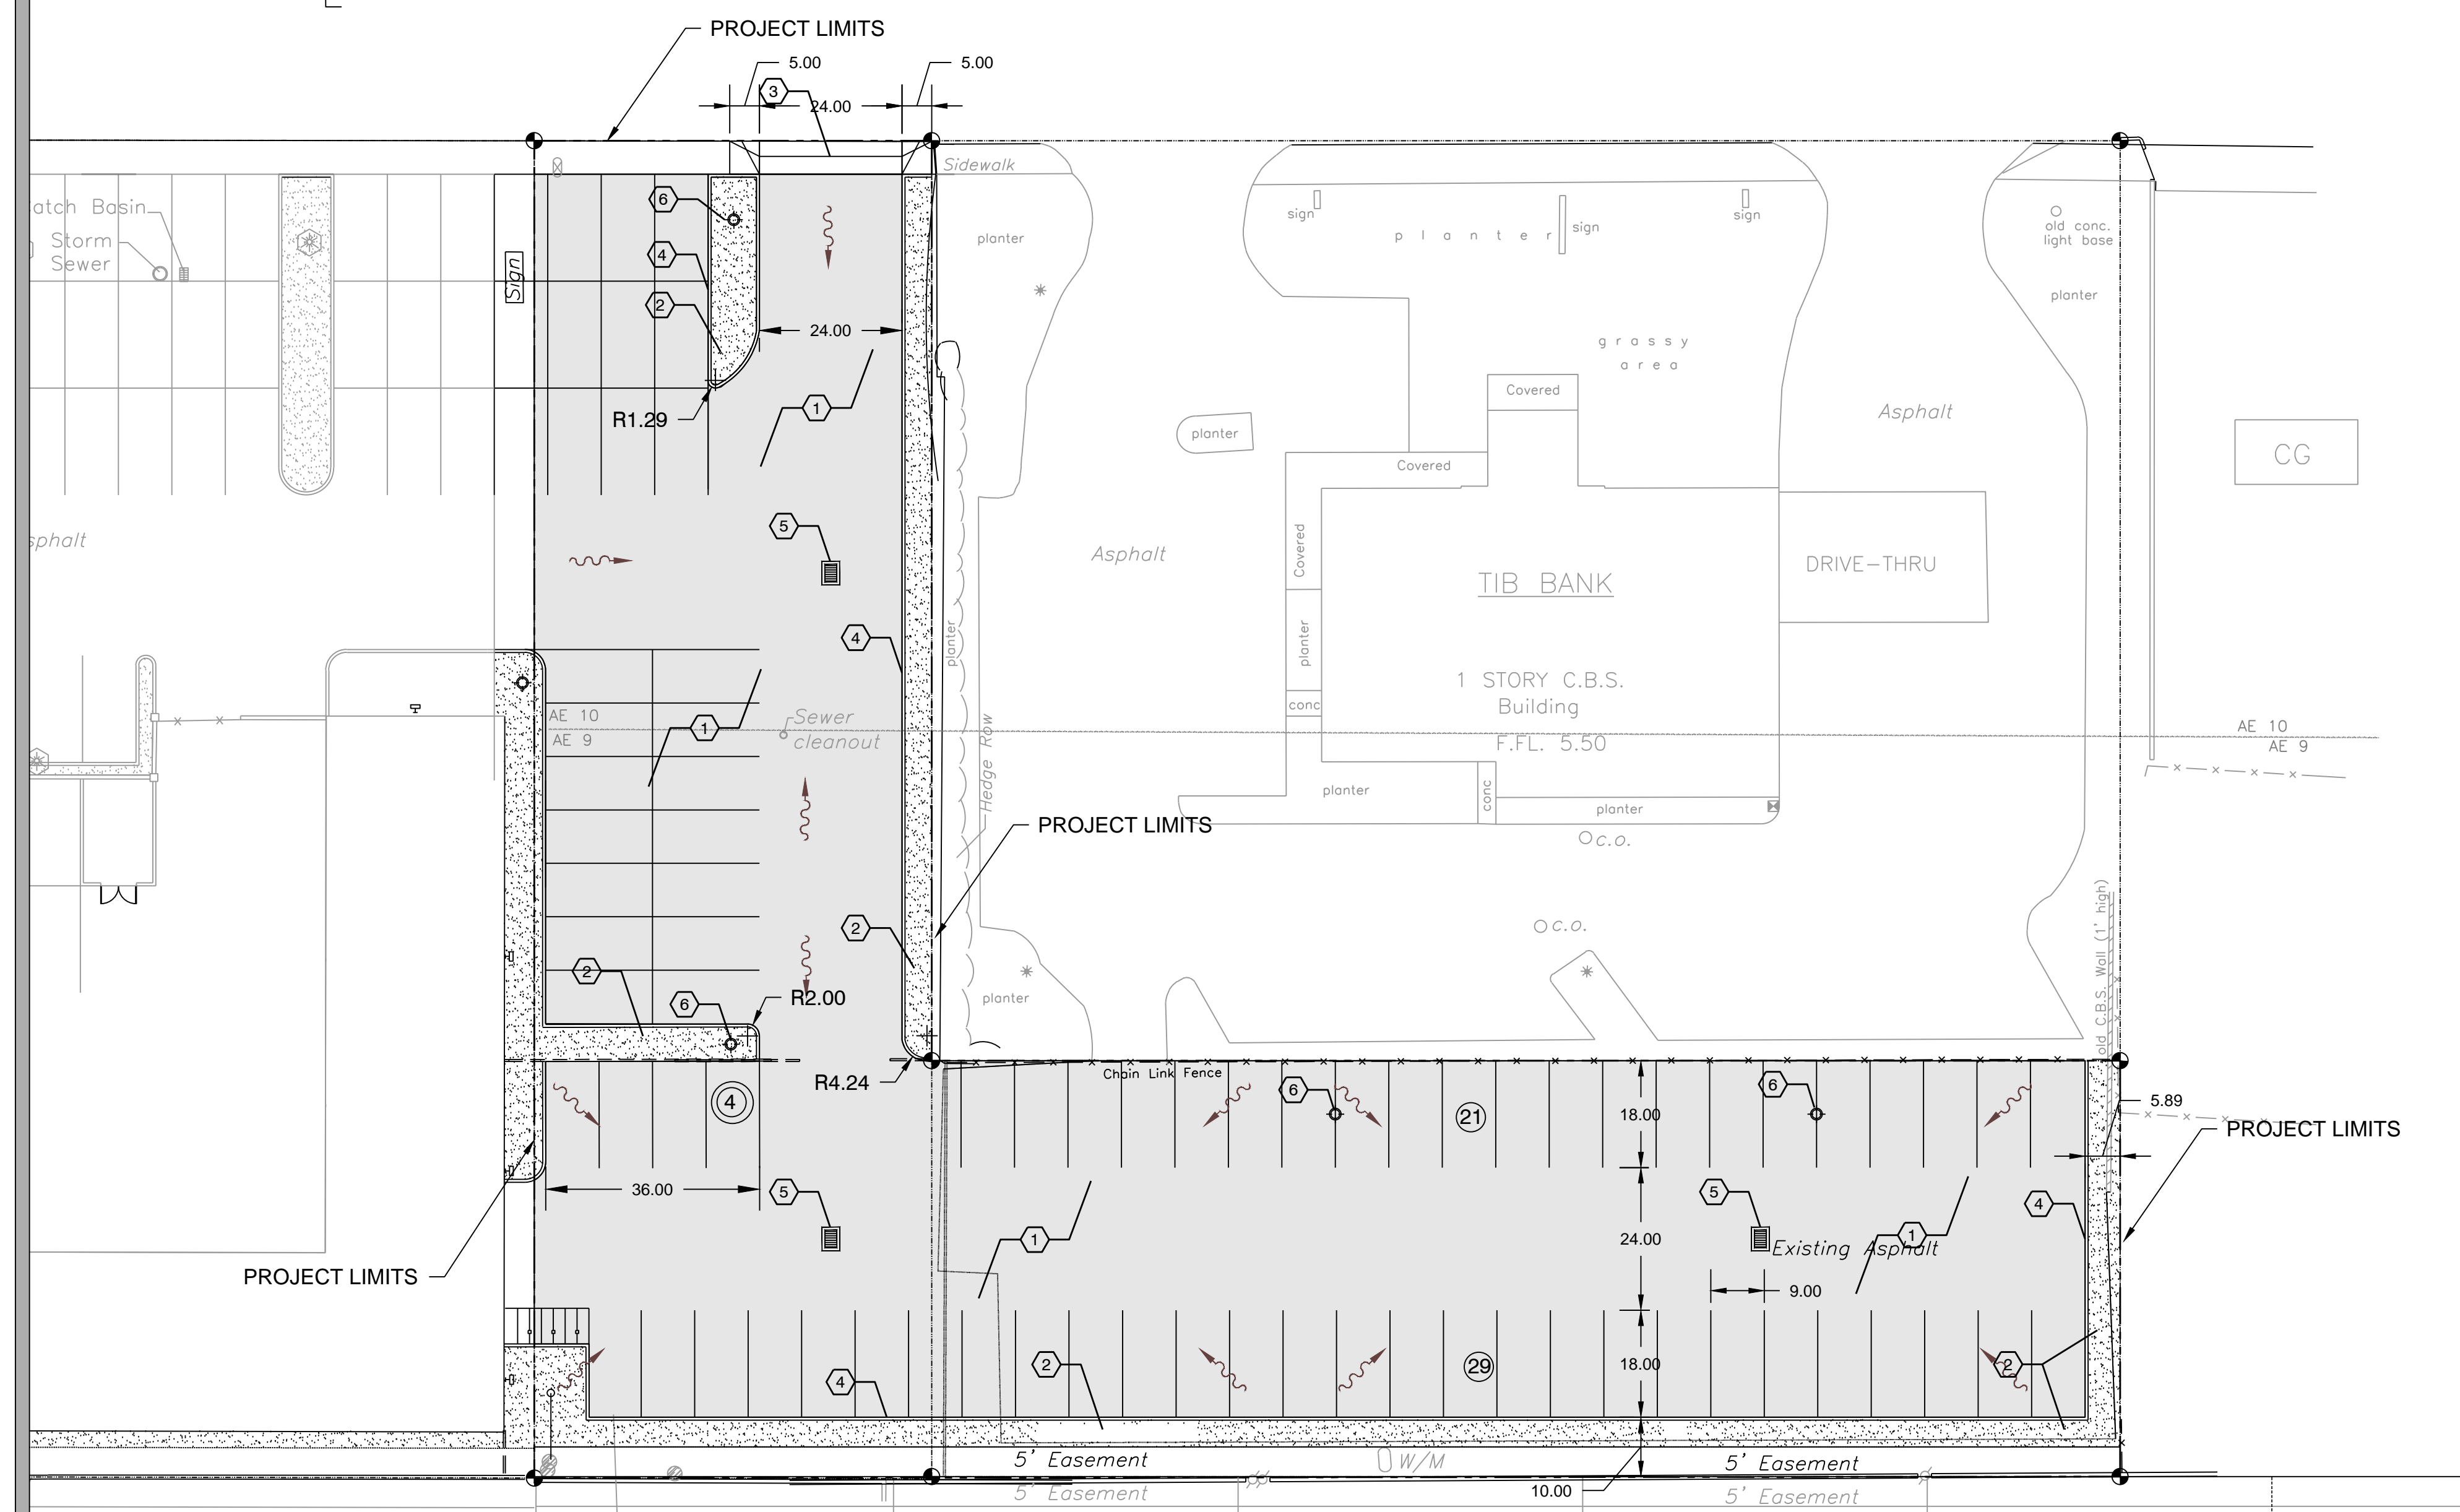 PROJECT LIMITS
5.00
5.00
3
24.00
Sidewalk
6
atch Basin
planter
sign
sign
sign
planter
old conc.
light base
Storm
Sewer
4
Sign
2
planter
24.00
grassy
area
Covered
1
R1.29
planter
Asphalt
Covered
CG
5
sphalt
Asphalt
Covered
TIB BANK
DRIVE-THRU
4
planter
planter
1 STORY C.B.S.
Building
conc
AE 10
1
Sewer
cleanout
AE 9
Hedge Row
F.FL. 5.50
AE 10
AE 9
planter
conc
planter
PROJECT LIMITS
c.o.
2
c.o.
2
6
R2.00
planter
old C.B.S. Wall (1' high)
R4.24
Chain Link Fence
4
6
21
18.00
6
5.89
PROJECT LIMITS
36.00
5
5
4
1
24.00
1
Existing Asphalt
PROJECT LIMITS
9.00
4
2
29
18.00
2
5' Easement
W/M
5' Easement
5' Easement
10.00
5' Easement